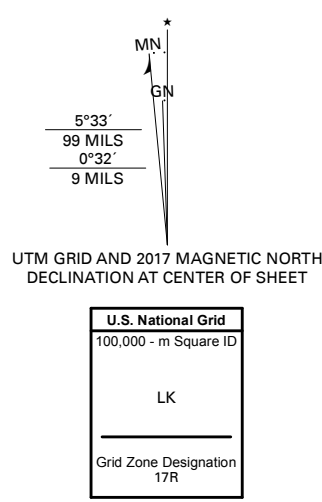 ★
MN
GN
5°33´
99 MILS
0°32´
9 MILS
UTM GRID AND 2017 MAGNETIC NORTH
DECLINATION AT CENTER OF SHEET
U.S. National Grid
100,000 - m Square ID
LK
Grid Zone Designation
17R